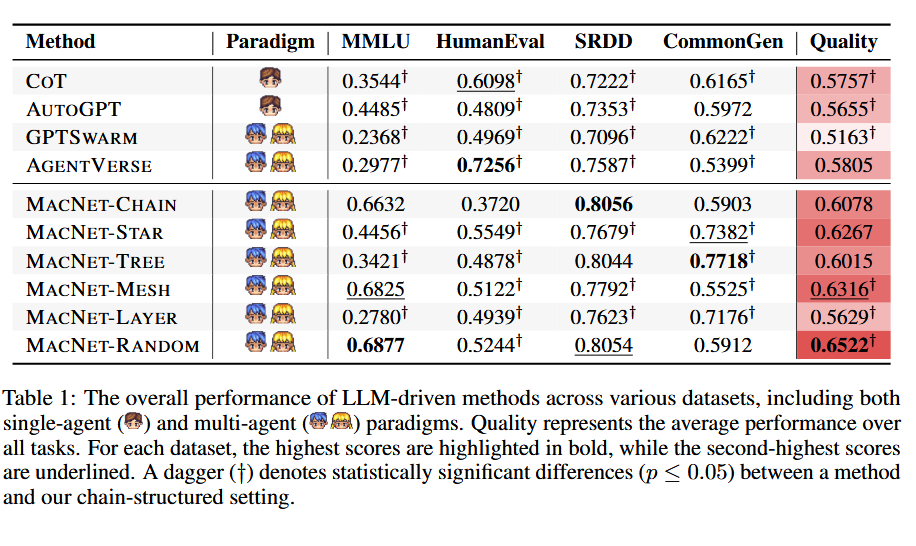 Method Paradigm MMLU HumanEval SRDD CommonGen Quality
COT 0.3544† 0.6098† 0.7222† 0.6165† 0.5757†
AUTOGPT 0.4485† 0.4809† 0.7353† 0.5972 0.5655†
GPTSWARM 0.2368† 0.4969† 0.7096† 0.6222† 0.5163†
AGENTVERSE 0.2977† 0.7256† 0.7587† 0.5399† 0.5805
MACNET-CHAIN 0.6632 0.3720 0.8056 0.5903 0.6078
MACNET-STAR 0.4456† 0.5549† 0.7679† 0.7382† 0.6267
MACNET-TREE 0.3421† 0.4878† 0.8044 0.7718† 0.6015
MACNET-MESH 0.6825 0.5122† 0.7792† 0.5525† 0.6316†
MACNET-LAYER 0.2780† 0.4939† 0.7623† 0.7176† 0.5629†
MACNET-RANDOM 0.6877 0.5244† 0.8054 0.5912 0.6522†
Table 1: The overall performance of LLM-driven methods across various datasets, including both
single-agent ( ) and multi-agent ( ) paradigms. Quality represents the average performance over
all tasks. For each dataset, the highest scores are highlighted in bold, while the second-highest scores
are underlined. A dagger (†) denotes statistically significant differences (p ≤ 0.05) between a method
and our chain-structured setting.